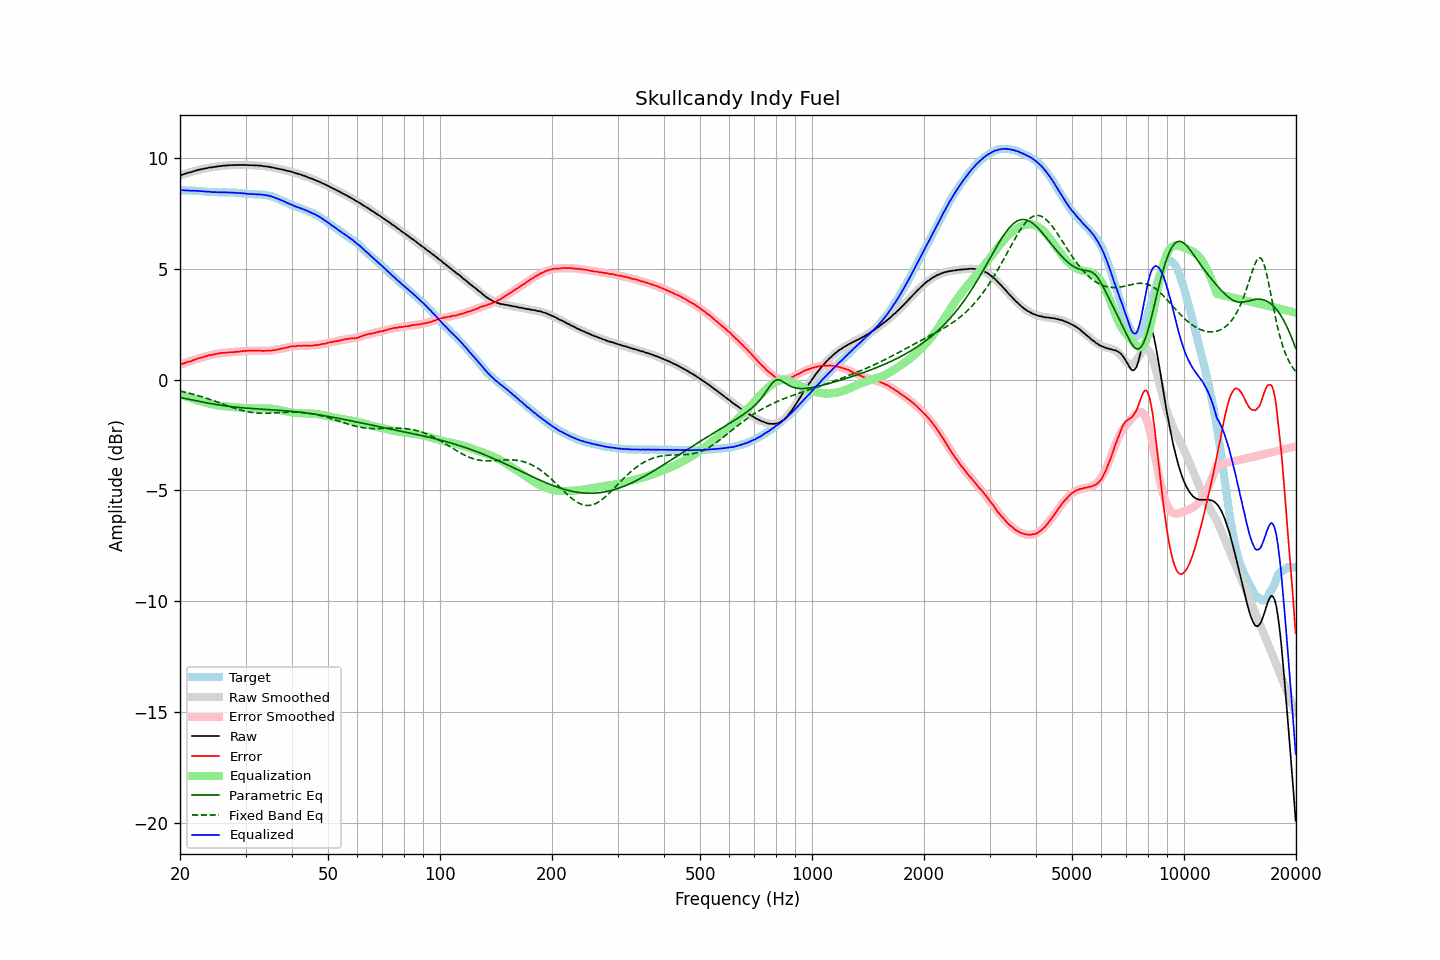 Skullcandy Indy Fuel
10
5
0
−5
−10
−15
−20
Amplitude (dBr)
Target
Raw Smoothed
Error Smoothed
Raw
Error
Equalization
Parametric Eq
Fixed Band Eq
Equalized
20 50 100 200 500 1000 2000 5000 10000 20000
Frequency (Hz)